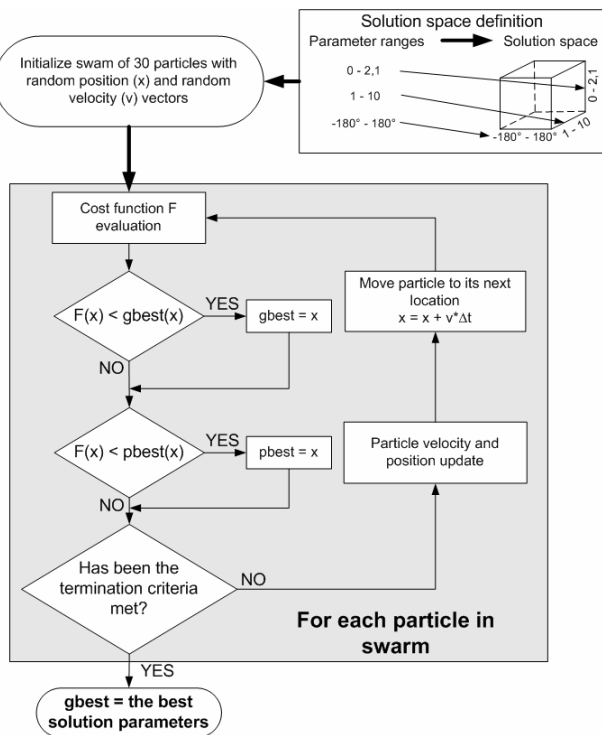 Solution space definition
Parameter ranges Solution space
0 - 2,1
1 - 10
-180° - 180°
0 - 2,1
1 - 10
-180° - 180°
Initialize swam of 30 particles with
random position (x) and random
velocity (v) vectors
Cost function F
evaluation
F(x) < gbest(x)
YES
gbest = x
NO
F(x) < pbest(x)
YES
pbest = x
NO
Has been the
termination criteria
met?
NO
YES
Move particle to its next
location
x = x + v*Δt
Particle velocity and
position update
For each particle in
swarm
gbest = the best
solution parameters